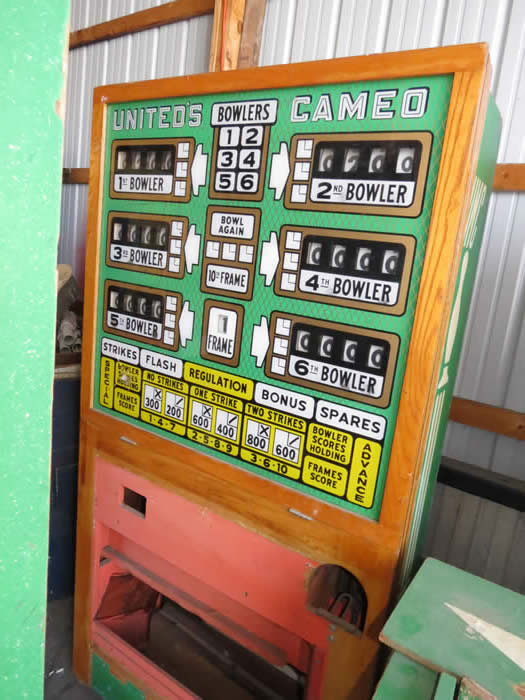 UNITED'S BOWLERS CAMEO
1 2
3 4
5 6
1ST BOWLER
2ND BOWLER
3RD BOWLER
BOWL
AGAIN
10TH FRAME
4TH BOWLER
5TH BOWLER
FRAME
6TH BOWLER
STRIKES FLASH REGULATION BONUS SPARES
SPECIAL
BOWLER
SCORES
HOLDING
FRAMES
SCORE
NO STRIKES
X 300 200
1-4-7
ONE STRIKE
X 600 400
2-5-8-9
TWO STRIKES
X 800 600
3-6-10
BOWLER
SCORES
HOLDING
FRAMES
SCORE
ADVANCE